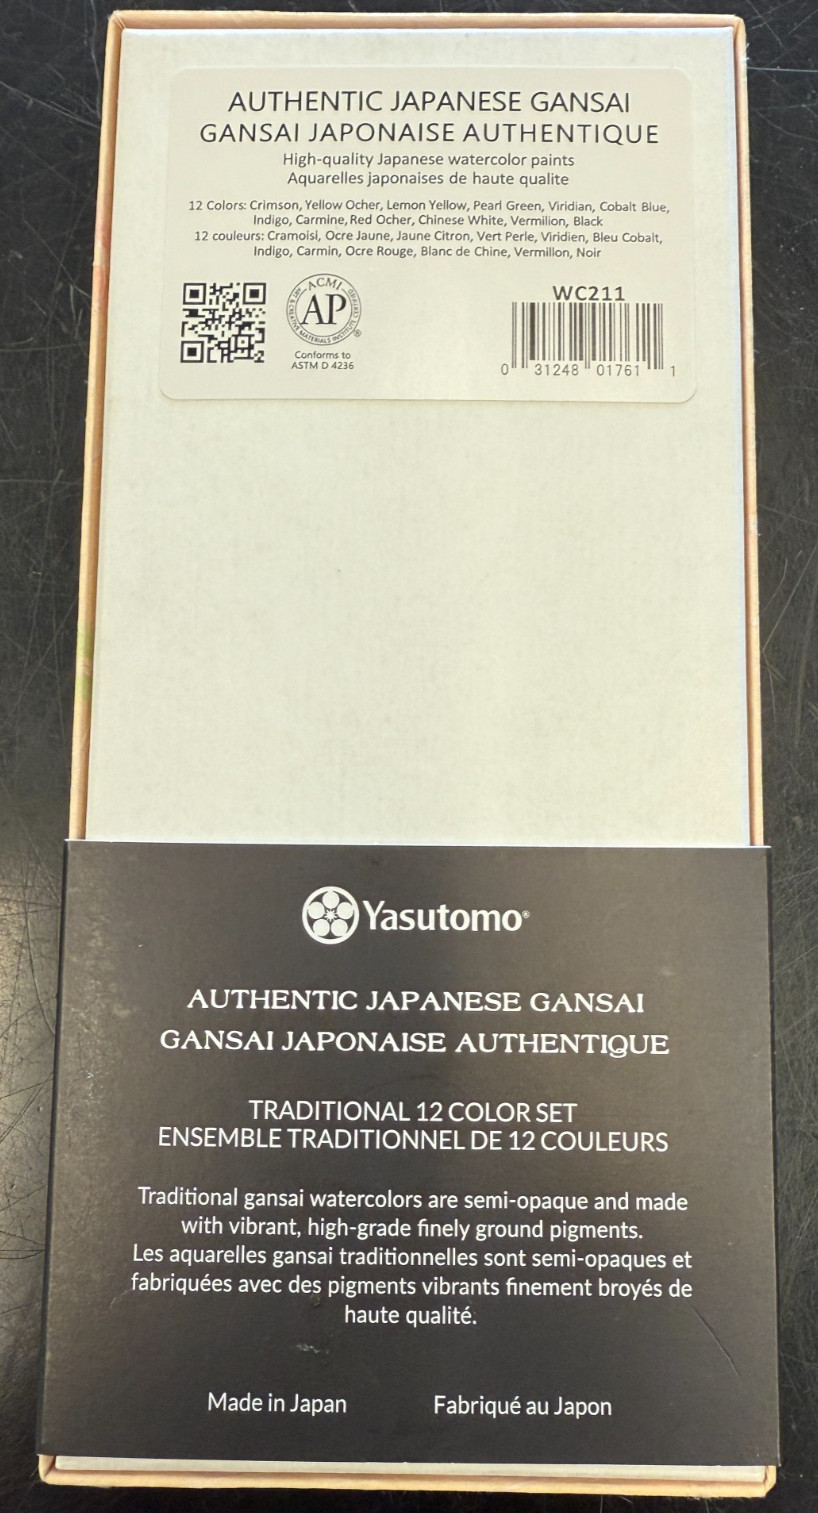 AUTHENTIC JAPANESE GANSAI
GANSAI JAPONAISE AUTHENTIQUE
High-quality Japanese watercolor paints
Aquarelles japonaises de haute qualite
12 Colors: Crimson, Yellow Ocher, Lemon Yellow, Pearl Green, Viridian, Cobalt Blue,
Indigo, Carmine, Red Ocher, Chinese White, Vermilion, Black
12 couleurs: Cramoisi, Ocre Jaune, Jaune Citron, Vert Perle, Viridien, Bleu Cobalt,
Indigo, Carmin, Ocre Rouge, Blanc de Chine, Vermillon, Noir
ACMI
AP
ART & CREATIVE MATERIALS INSTITUTE CERTIFIED
®
Conforms to
ASTM D 4236
WC211
0 31248 01761 1
Yasutomo®
AUTHENTIC JAPANESE GANSAI
GANSAI JAPONAISE AUTHENTIQUE
TRADITIONAL 12 COLOR SET
ENSEMBLE TRADITIONNEL DE 12 COULEURS
Traditional gansai watercolors are semi-opaque and made
with vibrant, high-grade finely ground pigments.
Les aquarelles gansai traditionnelles sont semi-opaques et
fabriquées avec des pigments vibrants finement broyés de
haute qualité.
Made in Japan Fabriqué au Japon